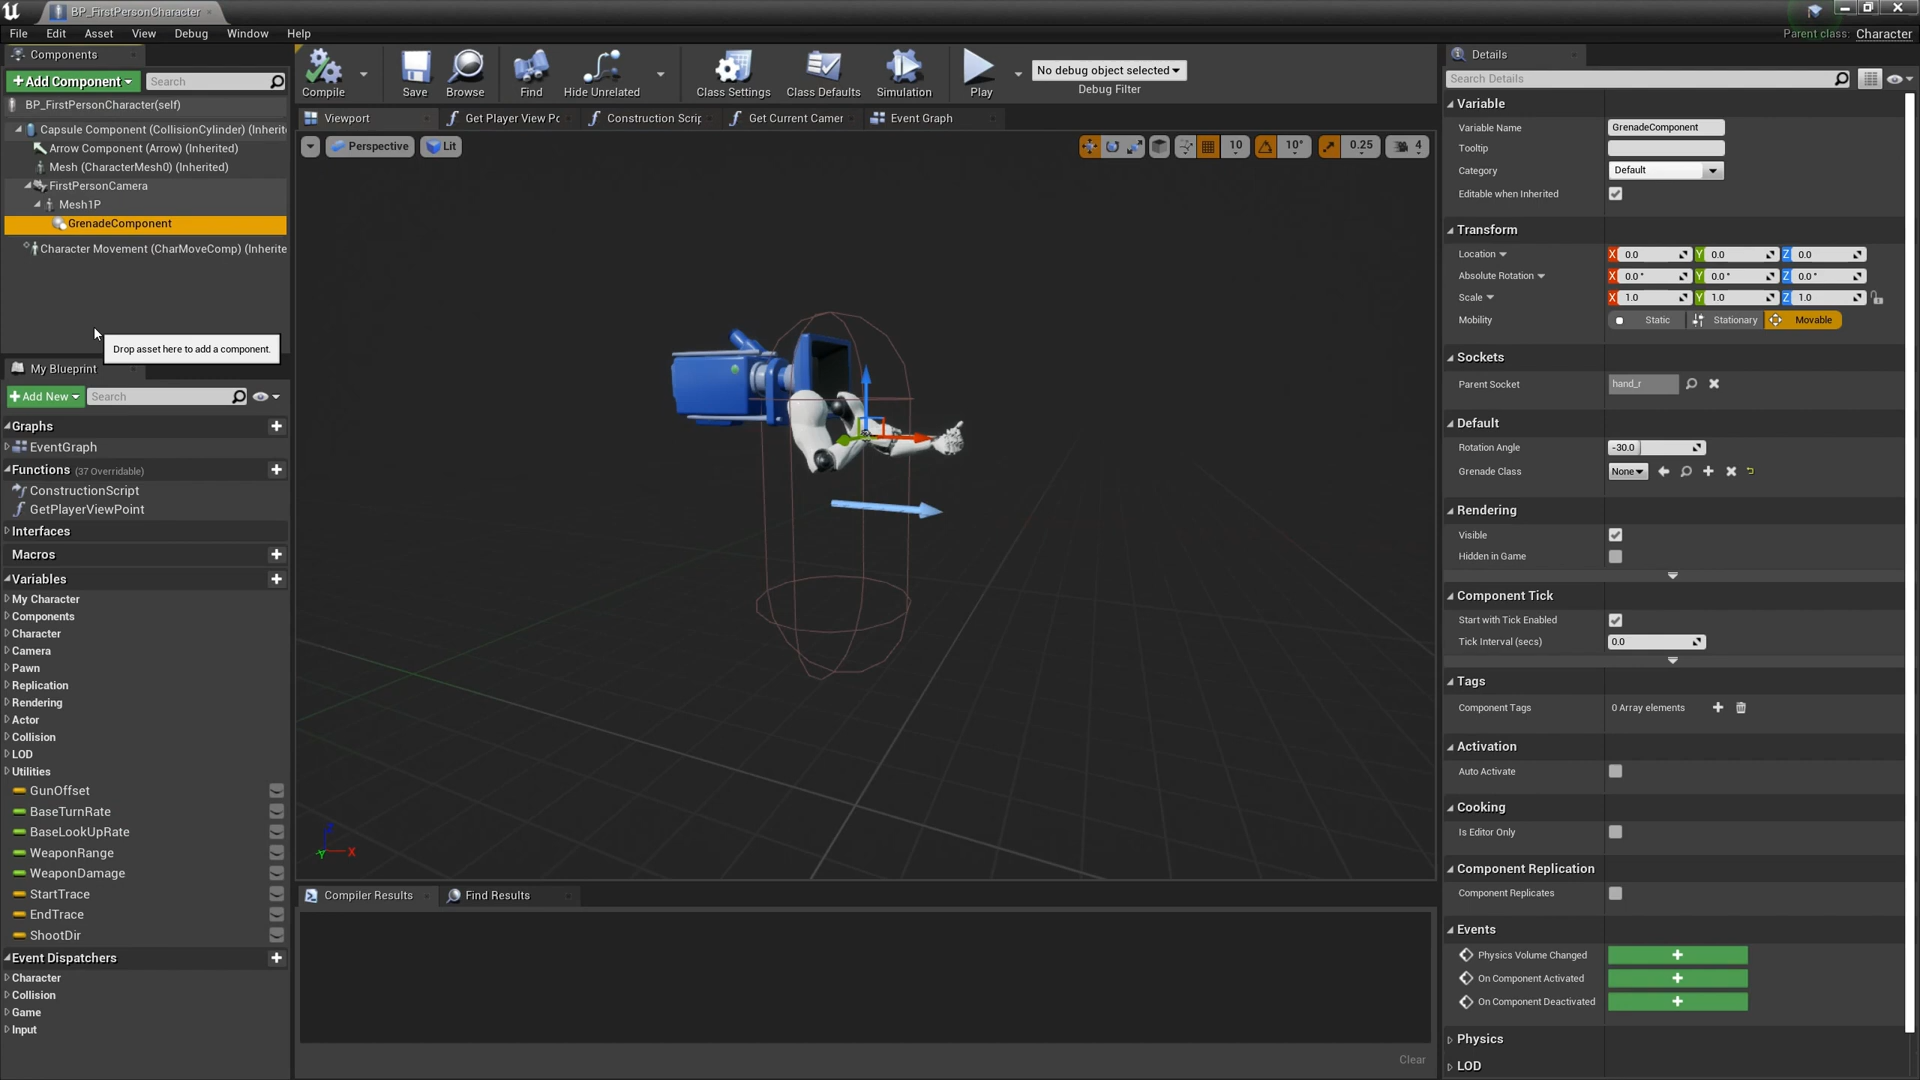 BP_FirstPersonCharacter
File Edit Asset View Debug Window Help
Parent class: Character
Components
+Add Component
Search
BP_FirstPersonCharacter(self)
Capsule Component (CollisionCylinder) (Inherit
Arrow Component (Arrow) (Inherited)
Mesh (CharacterMesh0) (Inherited)
FirstPersonCamera
Mesh1P
GrenadeComponent
Character Movement (CharMoveComp) (Inherite
Drop asset here to add a component.
My Blueprint
+Add New
Search
Graphs
EventGraph
Functions (37 Overridable)
ConstructionScript
GetPlayerViewPoint
Interfaces
Macros
Variables
My Character
Components
Character
Camera
Pawn
Replication
Rendering
Actor
Collision
LOD
Utilities
GunOffset
BaseTurnRate
BaseLookUpRate
WeaponRange
WeaponDamage
StartTrace
EndTrace
ShootDir
Event Dispatchers
Character
Collision
Game
Input
Compile
Save
Browse
Find
Hide Unrelated
Class Settings
Class Defaults
Simulation
Play
No debug object selected
Debug Filter
Viewport
Get Player View Po
Construction Scrip
Get Current Camer
Event Graph
Perspective
Lit
10
10°
0.25
4
Z
X
Y
Compiler Results
Find Results
Clear
Details
Search Details
Variable
Variable Name GrenadeComponent
Tooltip
Category Default
Editable when Inherited
Transform
Location X 0.0 Y 0.0 Z 0.0
Absolute Rotation X 0.0 ° Y 0.0 ° Z 0.0 °
Scale X 1.0 Y 1.0 Z 1.0
Mobility Static Stationary Movable
Sockets
Parent Socket hand_r
Default
Rotation Angle -30.0
Grenade Class None
Rendering
Visible
Hidden in Game
Component Tick
Start with Tick Enabled
Tick Interval (secs) 0.0
Tags
Component Tags 0 Array elements
Activation
Auto Activate
Cooking
Is Editor Only
Component Replication
Component Replicates
Events
Physics Volume Changed
On Component Activated
On Component Deactivated
Physics
LOD